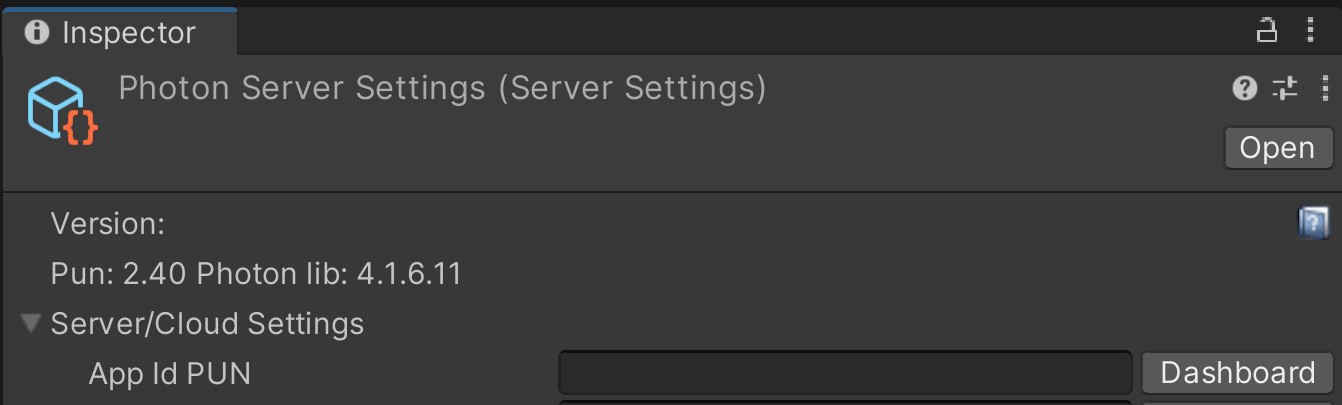 Inspector
Photon Server Settings (Server Settings)
Open
Version:
Pun: 2.40 Photon lib: 4.1.6.11
Server/Cloud Settings
App Id PUN Dashboard